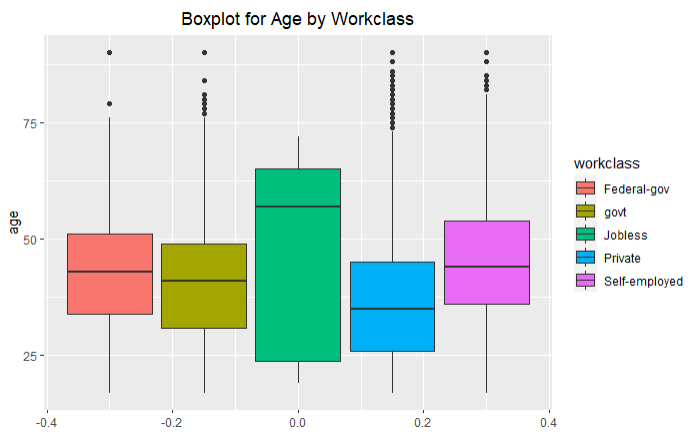 Boxplot for Age by Workclass
75
50
25
age
-0.4
-0.2
0.0
0.2
0.4
workclass
Federal-gov
govt
Jobless
Private
Self-employed